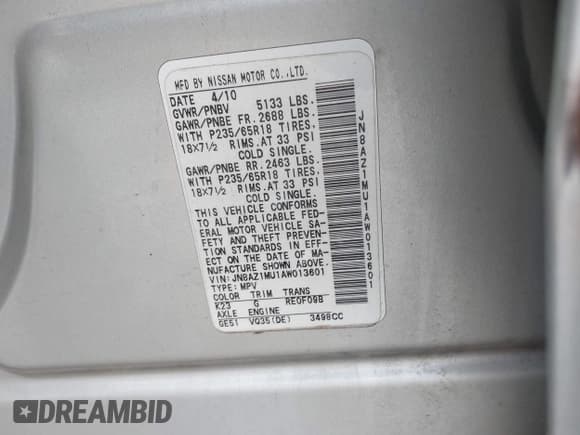 MFD BY NISSAN MOTOR CO.,LTD.
DATE 4/10
GVWR/PNBV 5133 LBS.
GAWR/PNBE FR.2688 LBS.
WITH P235/65R18 TIRES.
18X7½ RIMS.AT 33 PSI
COLD SINGLE.
GAWR/PNBE RR.2463 LBS.
WITH P235/65R18 TIRES.
18X7½ RIMS.AT 33 PSI
COLD SINGLE.
THIS VEHICLE CONFORMS
TO ALL APPLICABLE FED-
ERAL MOTOR VEHICLE SA-
FETY AND THEFT PREVEN-
TION STANDARDS IN EFF-
ECT ON THE DATE OF MA-
NUFACTURE SHOWN ABOVE.
VIN:JN8AZ1MU1AW013601
TYPE:MPV
COLOR TRIM TRANS
K23 G RE0F09B
AXLE ENGINE
GE51 VQ35(DE) 3498CC
JN8AZ1MU1AW013601
DREAMBID